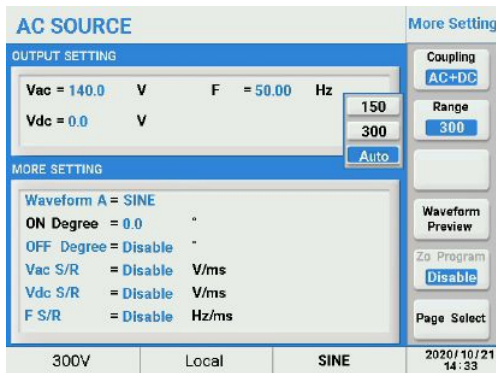 AC SOURCE
More Setting
OUTPUT SETTING
Vac = 140.0 V F = 50.00 Hz
Vdc = 0.0 V
150
300
Auto
MORE SETTING
Waveform A = SINE
ON Degree = 0.0 °
OFF Degree = Disable °
Vac S/R = Disable V/ms
Vdc S/R = Disable V/ms
F S/R = Disable Hz/ms
Coupling
AC+DC
Range
300
Waveform
Preview
Zo Program
Disable
Page Select
300V Local SINE 2020/10/21
14:33